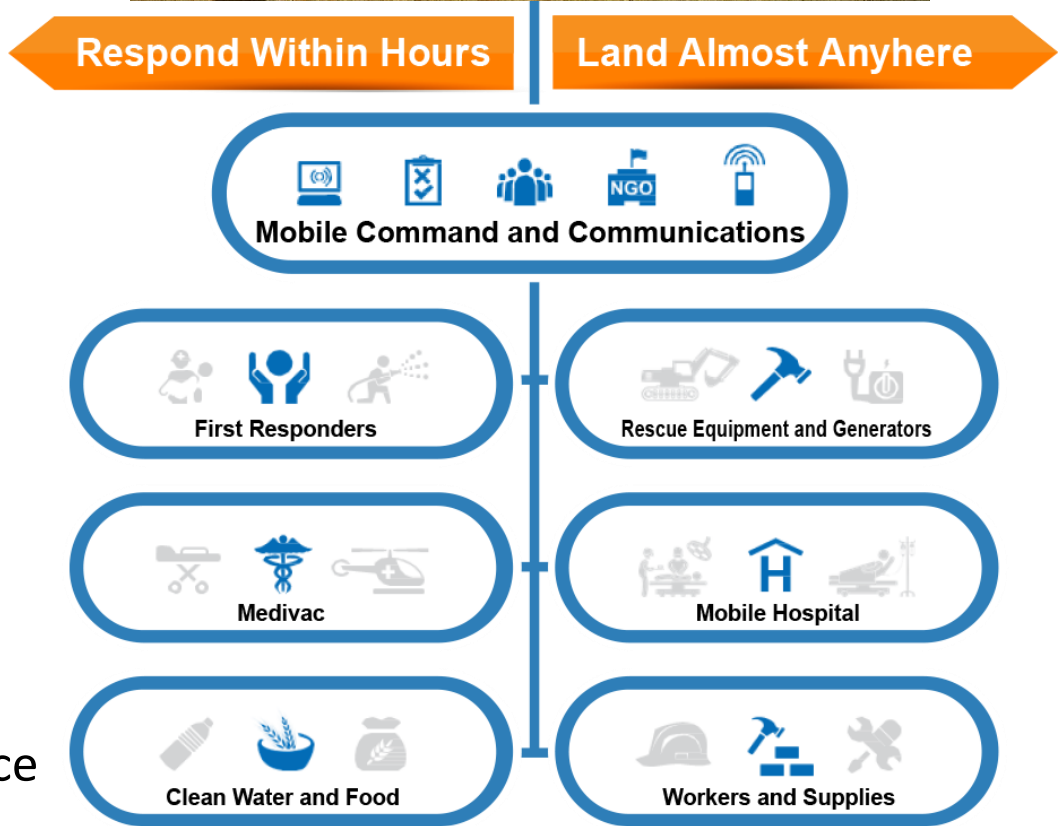 Respond Within Hours
Land Almost Anyhere
NGO
Mobile Command and Communications
First Responders
Rescue Equipment and Generators
H
Medivac
Mobile Hospital
ce
Clean Water and Food
Workers and Supplies